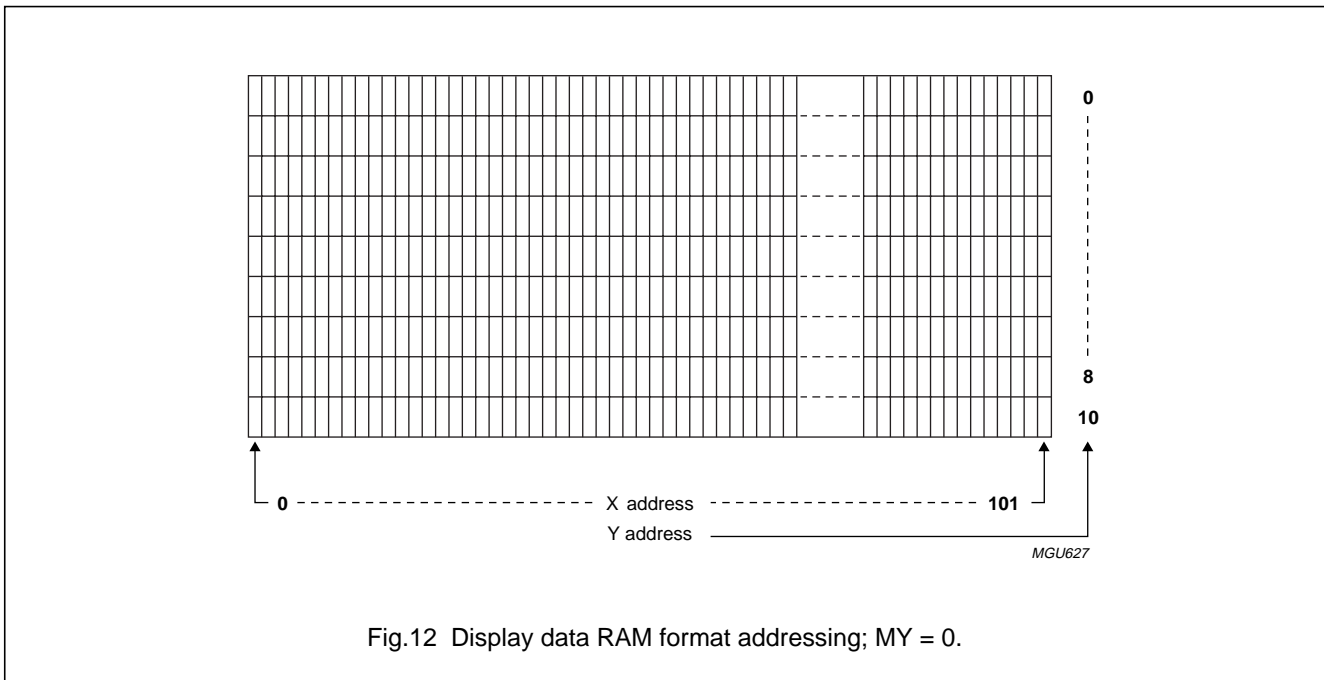 0
8
10
0 X address 101
Y address
MGU627
Fig.12 Display data RAM format addressing; MY = 0.